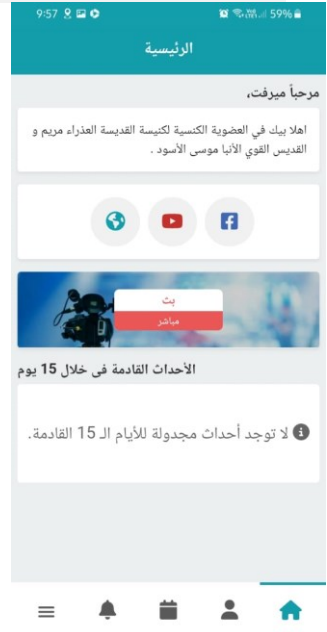 9:57
59%
الرئيسية
مرحباً ميرفت،
اهلا بيك في العضوية الكنسية لكنيسة القديسة العذراء مريم و
القديس القوي الأنبا موسى الأسود .
بث
مباشر
الأحداث القادمة فى خلال 15 يوم
لا توجد أحداث مجدولة للأيام الـ 15 القادمة.